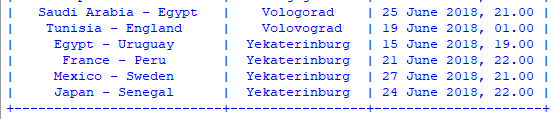 | Saudi Arabia – Egypt | Vologorad | 25 June 2018, 21.00 |
| Tunisia – England | Volovograd | 19 June 2018, 01.00 |
| Egypt – Uruguay | Yekaterinburg | 15 June 2018, 19.00 |
| France – Peru | Yekaterinburg | 21 June 2018, 22.00 |
| Mexico – Sweden | Yekaterinburg | 27 June 2018, 21.00 |
| Japan – Senegal | Yekaterinburg | 24 June 2018, 22.00 |
+--------------------------+-----------------+---------------------+